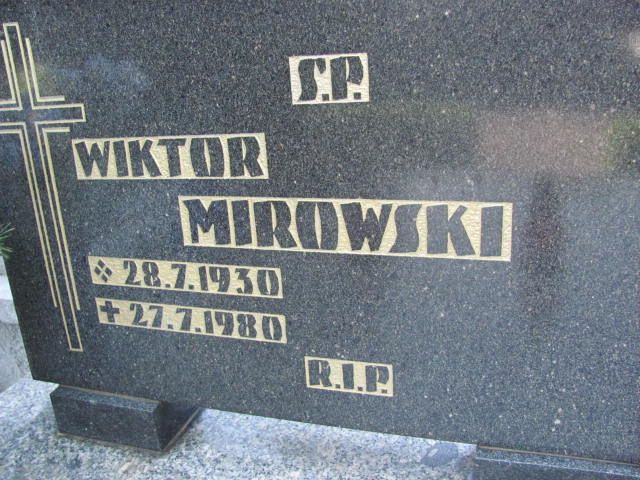 S.P.
WIKTOR
MIROWSKI
❖ 28.7.1930
✝ 27.7.1980
R.I.P.